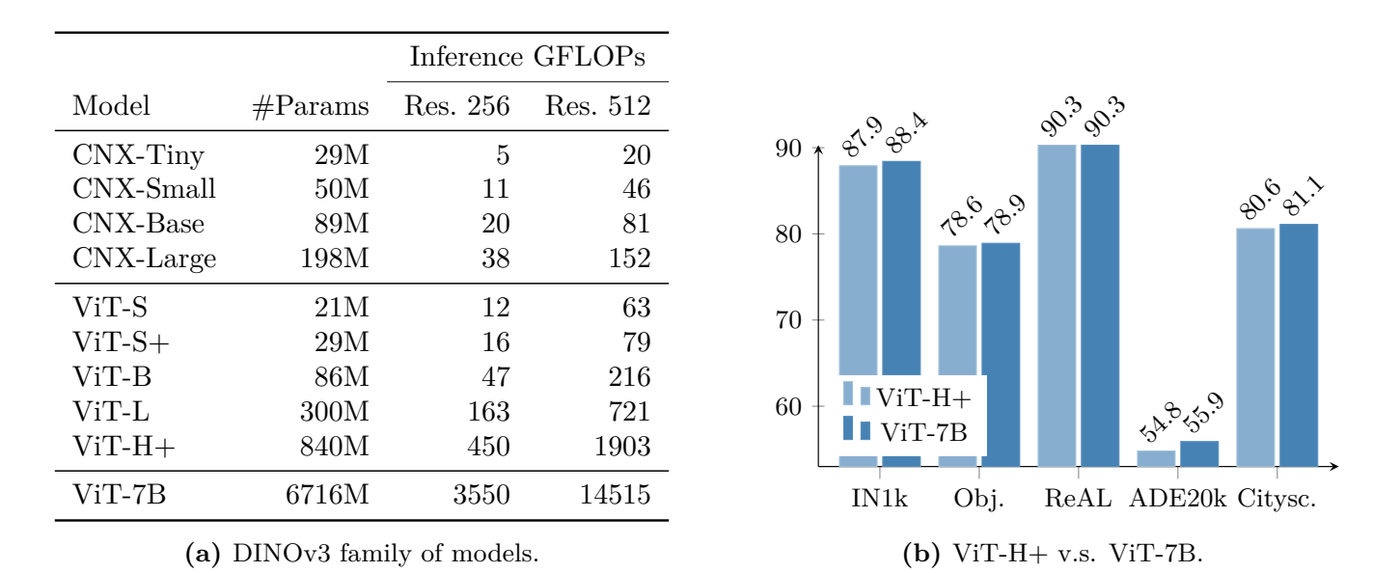 Inference GFLOPs
Model #Params Res. 256 Res. 512
CNX-Tiny 29M 5 20
CNX-Small 50M 11 46
CNX-Base 89M 20 81
CNX-Large 198M 38 152
ViT-S 21M 12 63
ViT-S+ 29M 16 79
ViT-B 86M 47 216
ViT-L 300M 163 721
ViT-H+ 840M 450 1903
ViT-7B 6716M 3550 14515
(a) DINOv3 family of models.
87.9 88.4 78.6 78.9 90.3 90.3 54.8 55.9 80.6 81.1
90
80
70
60
ViT-H+
ViT-7B
IN1k Obj. ReAL ADE20k Citysc.
(b) ViT-H+ v.s. ViT-7B.